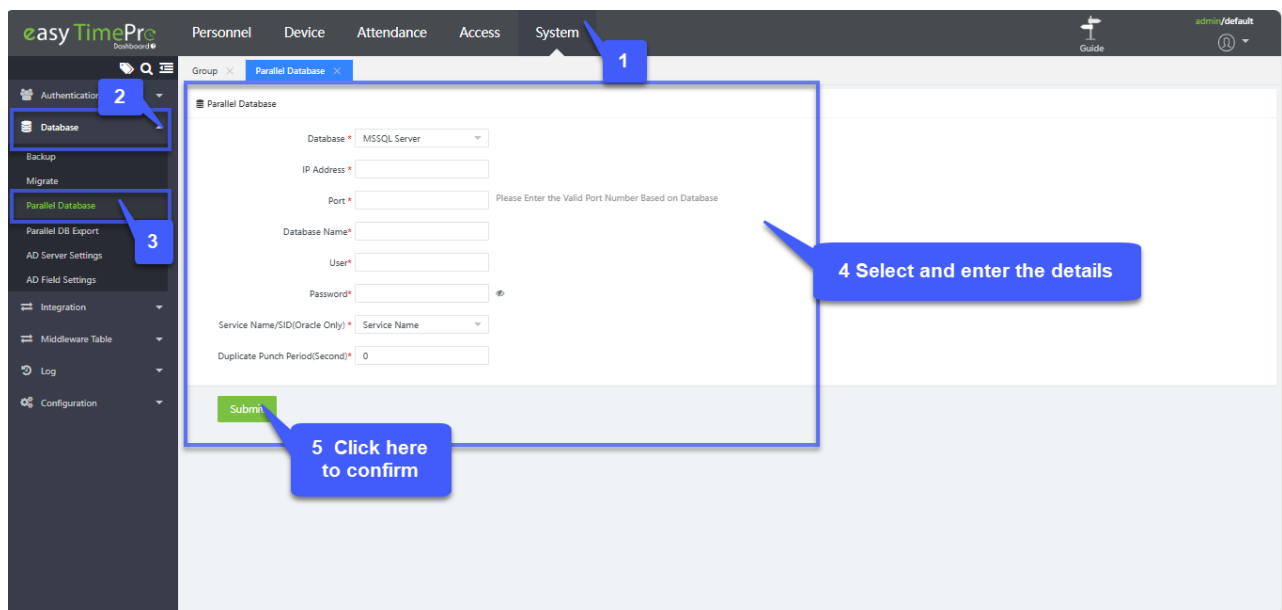 easy TimePro
Dashboard
Personnel Device Attendance Access System
Guide
admin/default
1
Group × Parallel Database ×
Authentication
2
Database
Backup
Migrate
Parallel Database
3
Parallel DB Export
AD Server Settings
AD Field Settings
Integration
Middleware Table
Log
Configuration
Parallel Database
Database * MSSQL Server
IP Address *
Port * Please Enter the Valid Port Number Based on Database
Database Name*
User*
Password*
Service Name/SID(Oracle Only) * Service Name
Duplicate Punch Period(Second)* 0
Submit
4 Select and enter the details
5 Click here
to confirm